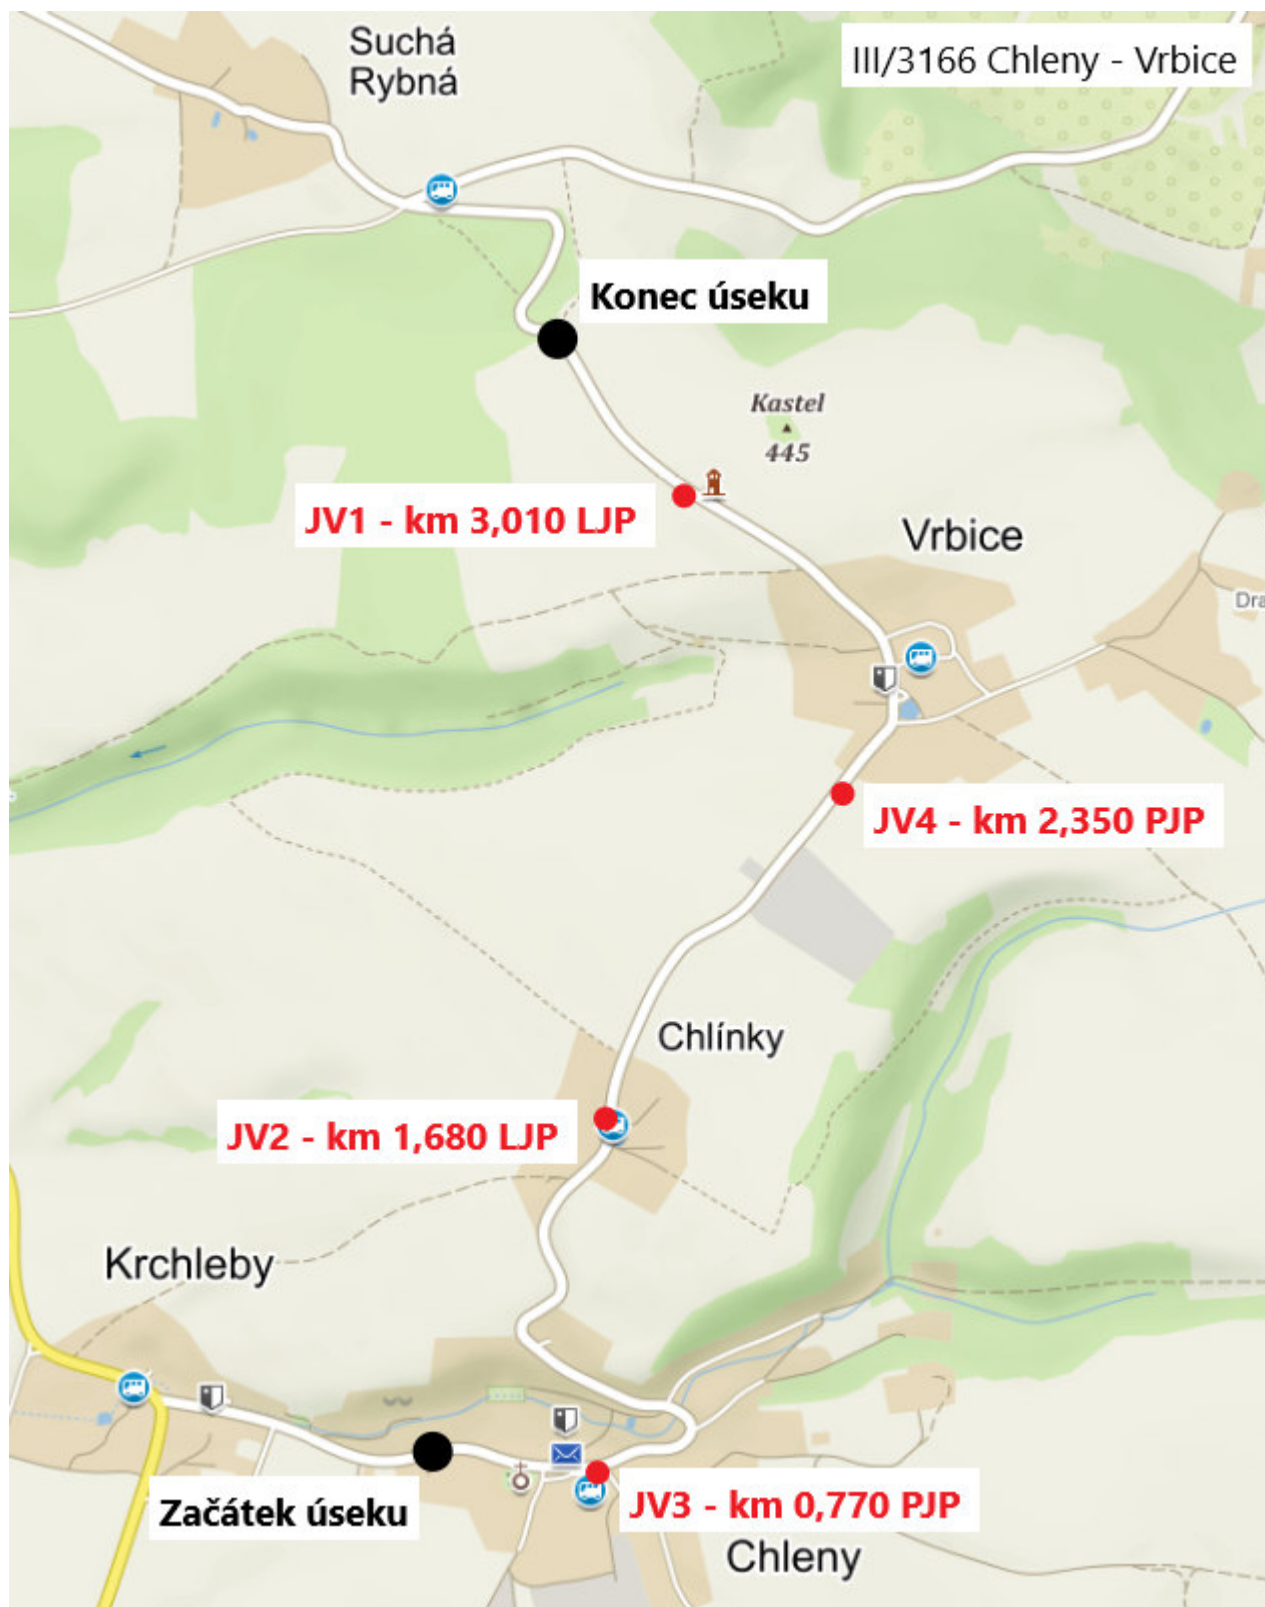 Suchá
Rybná
III/3166 Chleny - Vrbice
Konec úseku
Kastel
445
JV1 - km 3,010 LJP
Vrbice
Dra
JV4 - km 2,350 PJP
Chlínky
JV2 - km 1,680 LJP
Krchleby
Začátek úseku
JV3 - km 0,770 PJP
Chleny